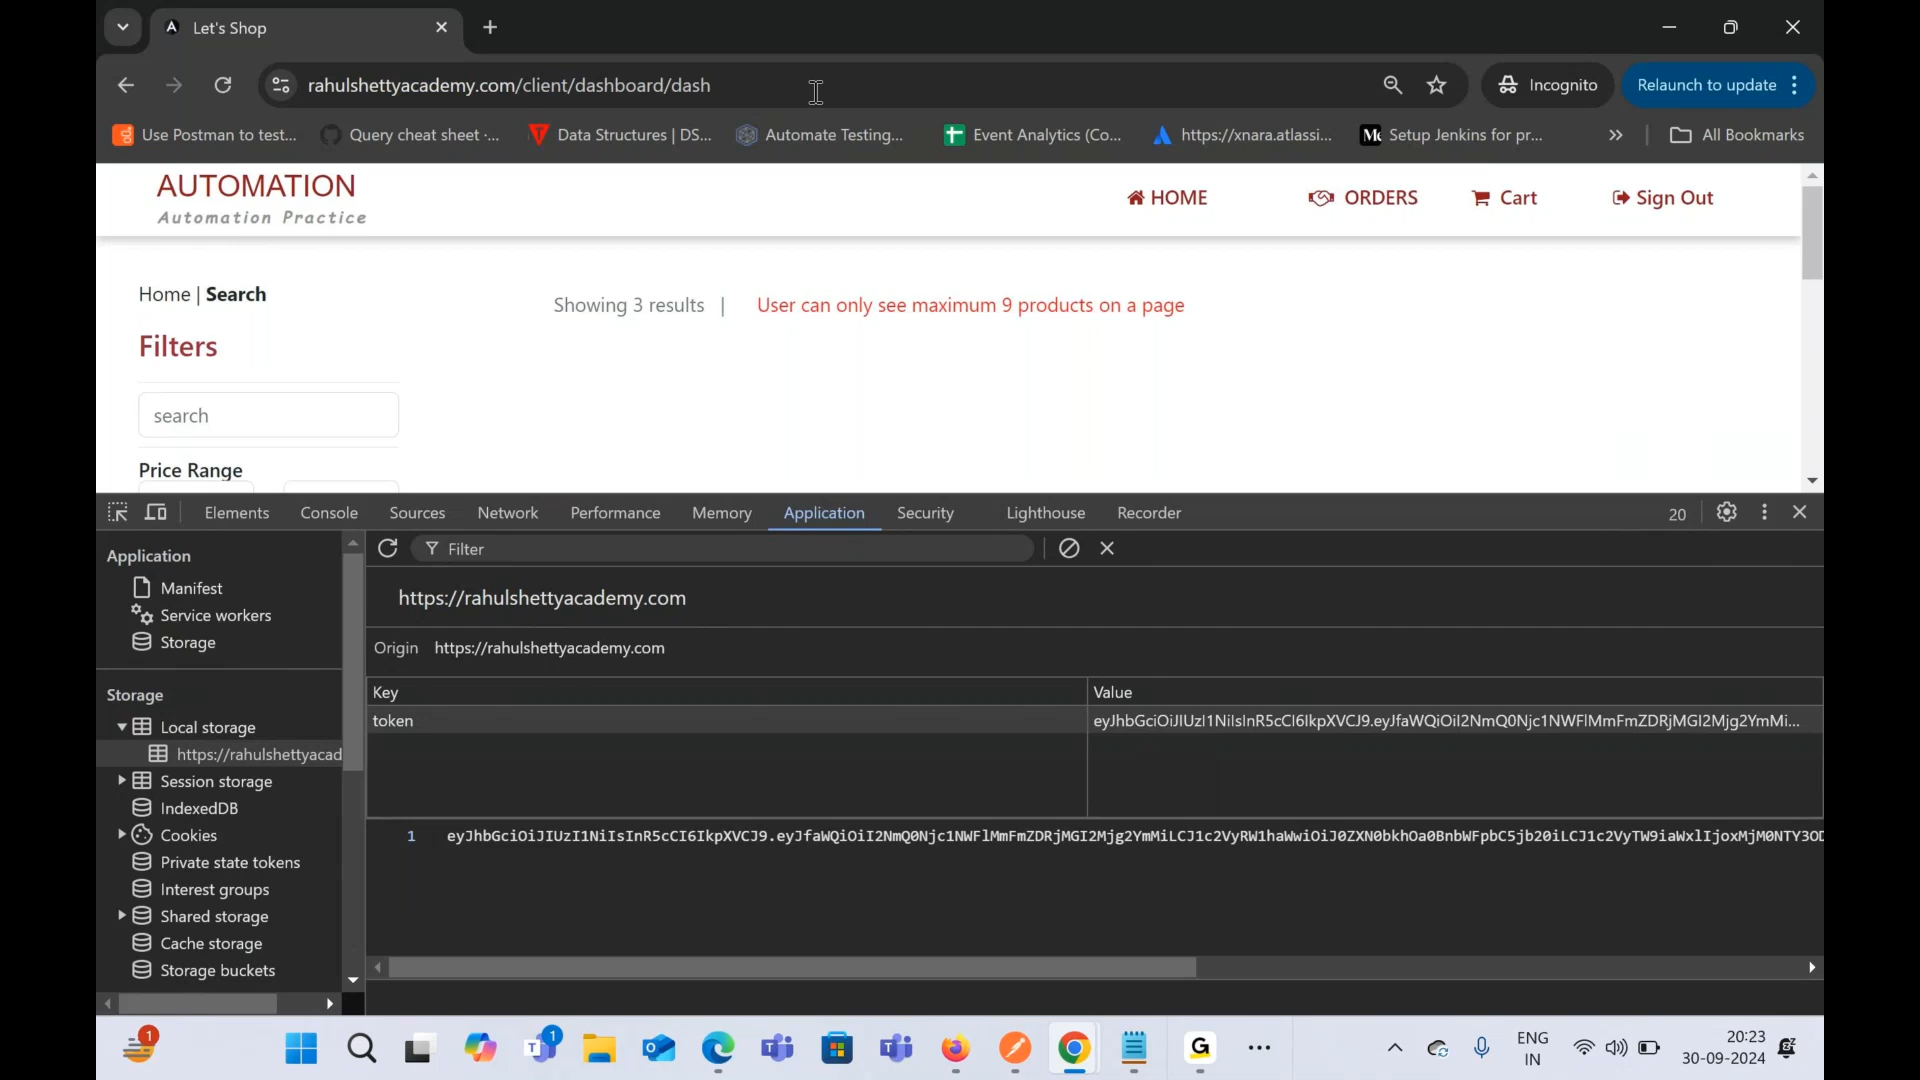 Let's Shop
rahulshettyacademy.com/client/dashboard/dash
Incognito
Relaunch to update
Use Postman to test...
Query cheat sheet ·...
Data Structures | DS...
Automate Testing...
Event Analytics (Co...
https://xnara.atlassi...
Setup Jenkins for pr...
All Bookmarks
AUTOMATION
Automation Practice
HOME
ORDERS
Cart
Sign Out
Home | Search
Showing 3 results |
User can only see maximum 9 products on a page
Filters
search
Price Range
Elements
Console
Sources
Network
Performance
Memory
Application
Security
Lighthouse
Recorder
20
Application
Manifest
Service workers
Storage
Storage
Local storage
https://rahulshettyacad
Session storage
IndexedDB
Cookies
Private state tokens
Interest groups
Shared storage
Cache storage
Storage buckets
Filter
https://rahulshettyacademy.com
Origin https://rahulshettyacademy.com
Key
Value
token
eyJhbGciOiJIUzI1NiIsInR5cCI6IkpXVCJ9.eyJfaWQiOiI2NmQ0Njc1NWFlMmFmZDRjMGI2Mjg2YmMi...
1 eyJhbGciOiJIUzI1NiIsInR5cCI6IkpXVCJ9.eyJfaWQiOiI2NmQ0Njc1NWFlMmFmZDRjMGI2Mjg2YmMiLCJ1c2VyRW1haWwiOiJ0ZXN0bkhOa0BnbWFpbC5jb20iLCJ1c2VyTW9iaWxlIjoxMjM0NTY3OD
1
1
ENG
IN
20:23
30-09-2024